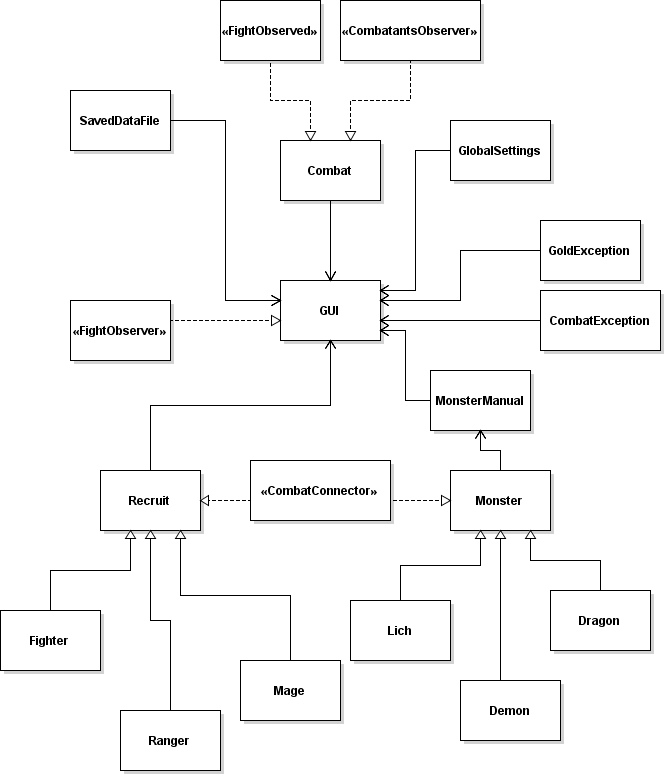 «FightObserved»
«CombatantsObserver»
SavedDataFile
GlobalSettings
Combat
GoldException
GUI
CombatException
«FightObserver»
MonsterManual
Recruit
«CombatConnector»
Monster
Fighter
Lich
Dragon
Mage
Demon
Ranger